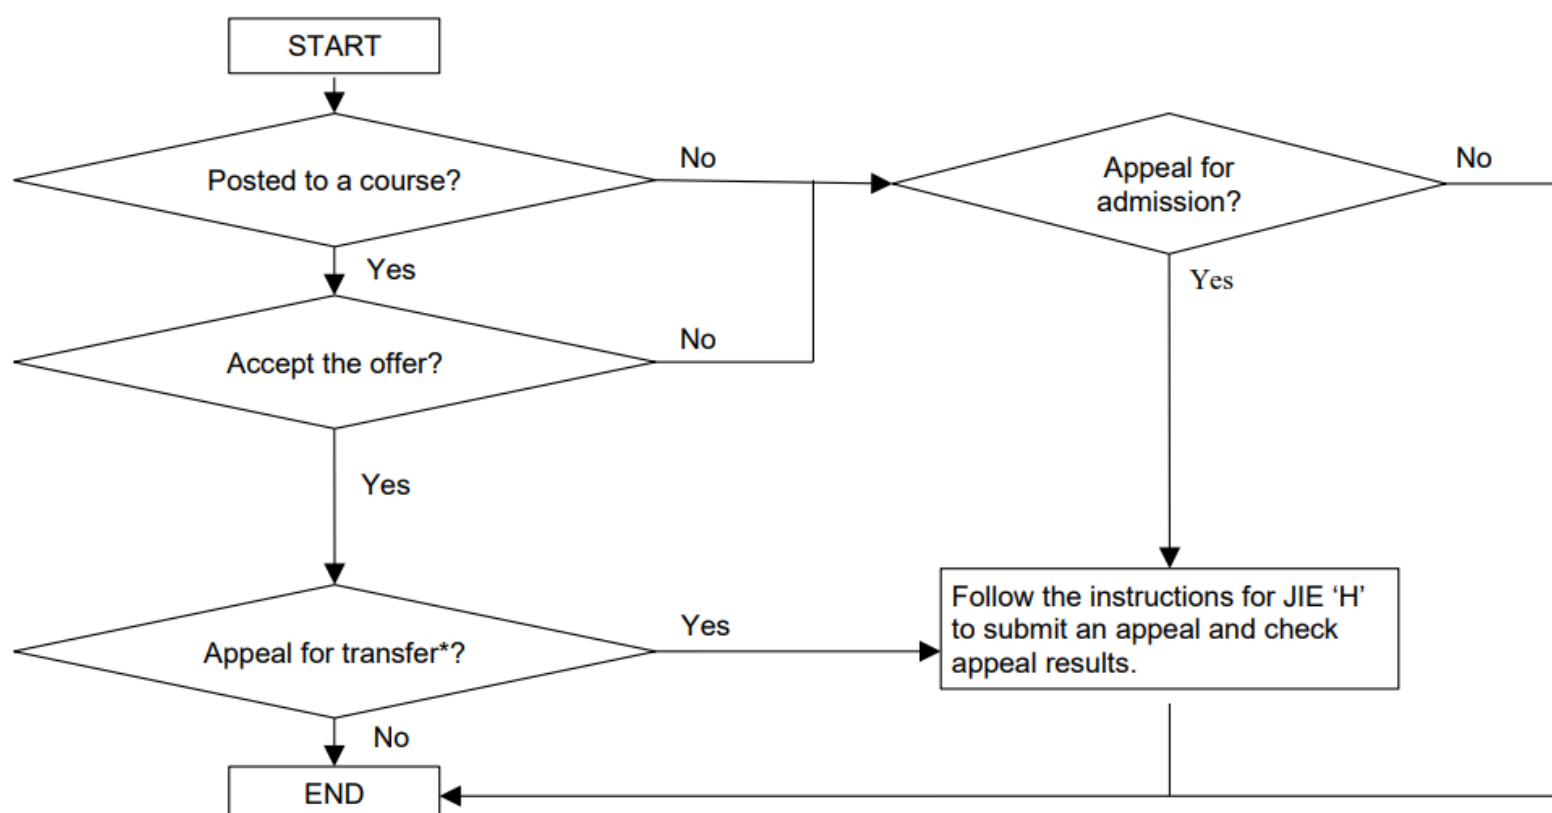 START
Posted to a course?
No
Appeal for
admission?
No
Yes
Yes
Accept the offer?
No
Yes
Appeal for transfer*?
Yes
Follow the instructions for JIE ‘H’
to submit an appeal and check
appeal results.
No
END